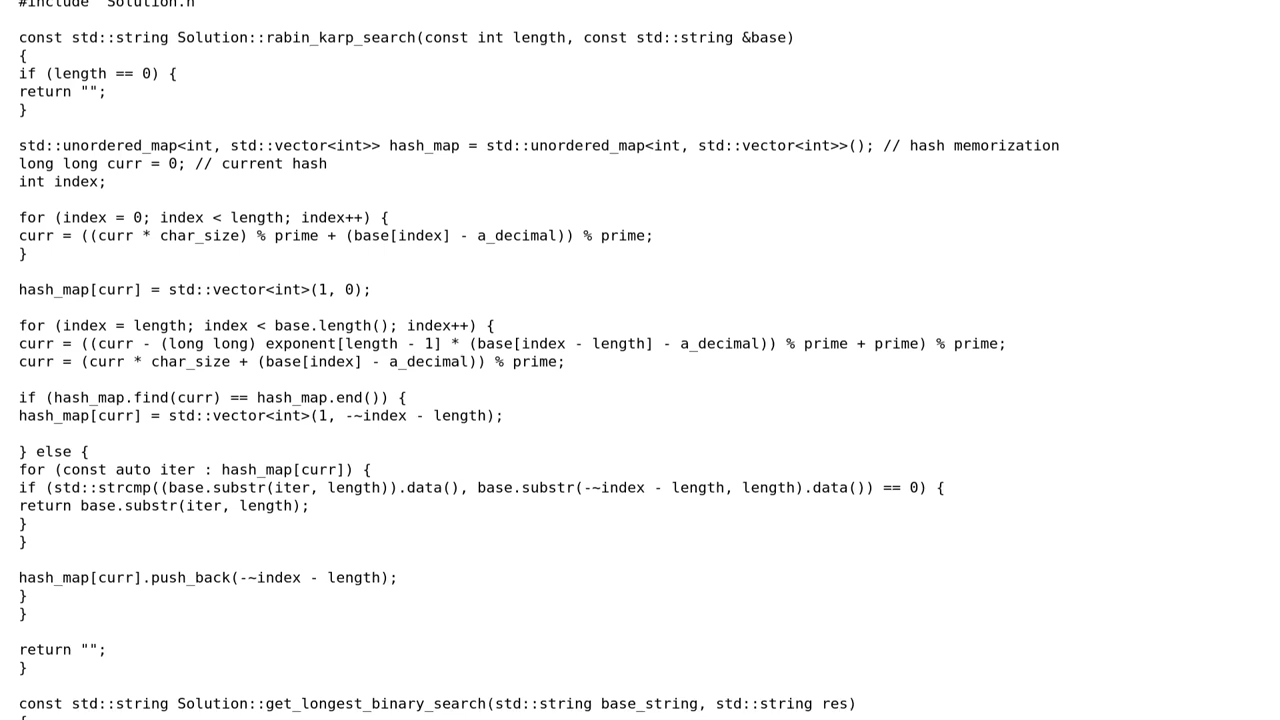 #include "Solution.h"
const std::string Solution::rabin_karp_search(const int length, const std::string &base)
{
if (length == 0) {
return "";
}
std::unordered_map<int, std::vector<int>> hash_map = std::unordered_map<int, std::vector<int>>(); // hash memorization
long long curr = 0; // current hash
int index;
for (index = 0; index < length; index++) {
curr = ((curr * char_size) % prime + (base[index] - a_decimal)) % prime;
}
hash_map[curr] = std::vector<int>(1, 0);
for (index = length; index < base.length(); index++) {
curr = ((curr - (long long) exponent[length - 1] * (base[index - length] - a_decimal)) % prime + prime) % prime;
curr = (curr * char_size + (base[index] - a_decimal)) % prime;
if (hash_map.find(curr) == hash_map.end()) {
hash_map[curr] = std::vector<int>(1, -~index - length);
} else {
for (const auto iter : hash_map[curr]) {
if (std::strcmp((base.substr(iter, length)).data(), base.substr(-~index - length, length).data()) == 0) {
return base.substr(iter, length);
}
}
hash_map[curr].push_back(-~index - length);
}
}
return "";
}
const std::string Solution::get_longest_binary_search(std::string base_string, std::string res)
{